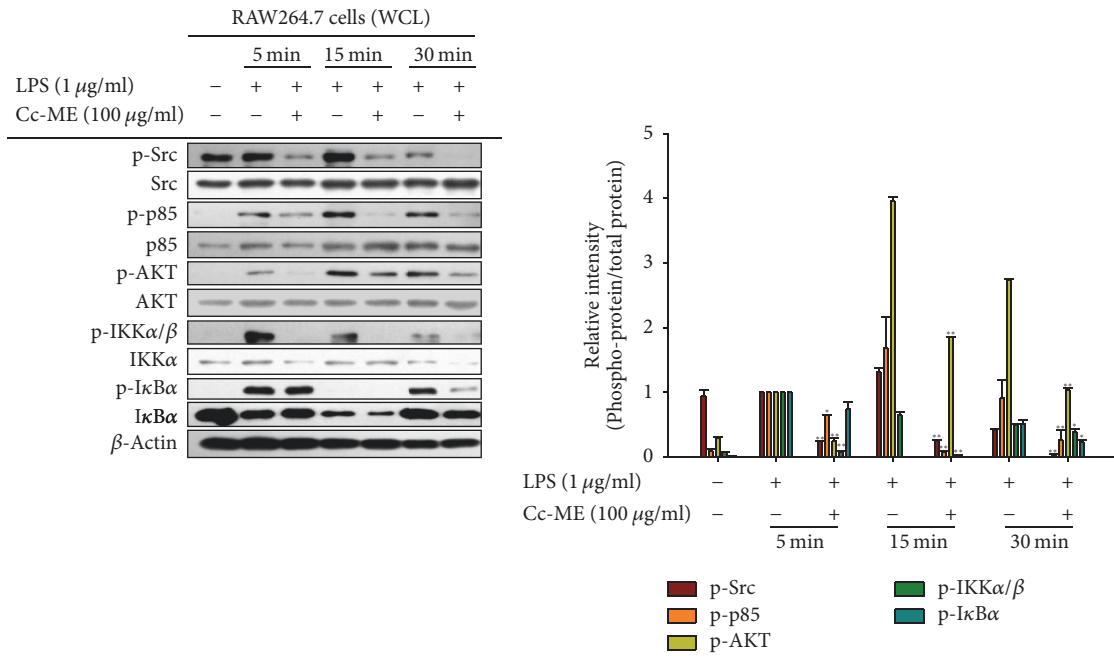 RAW264.7 cells (WCL)
5 min 15 min 30 min
LPS (1 μg/ml) − + + + + + +
Cc-ME (100 μg/ml) − − + − + − +
p-Src
Src
p-p85
p85
p-AKT
AKT
p-IKKα/β
IKKα
p-IκBα
IκBα
β-Actin
Relative intensity
(Phospho-protein/total protein)
5
4
3
2
1
0
** * ** **
** ** ** **
** ** ** * *
LPS (1 μg/ml) − + + + + + +
Cc-ME (100 μg/ml) − − + − + − +
5 min 15 min 30 min
p-Src
p-p85
p-AKT
p-IKKα/β
p-IκBα